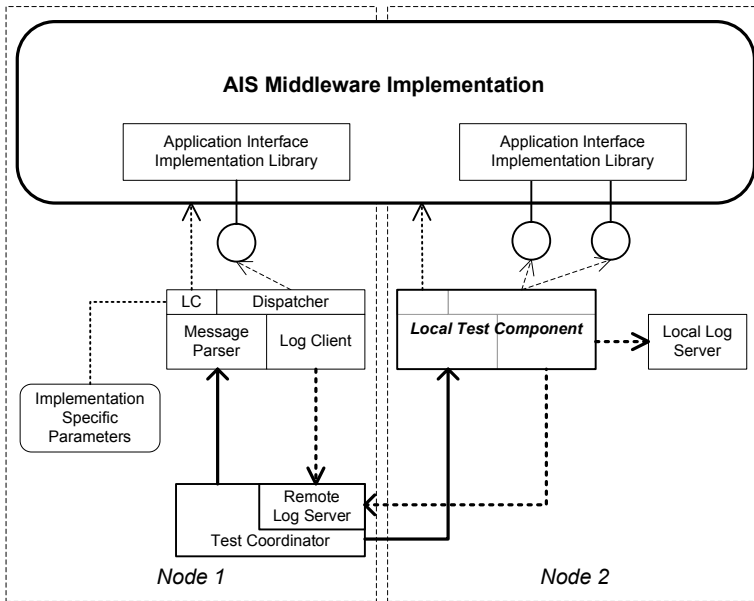 AIS Middleware Implementation
Application Interface
Implementation Library
Application Interface
Implementation Library
LC
Dispatcher
Message
Parser
Log Client
Local Test Component
Local Log
Server
Implementation
Specific
Parameters
Remote
Log Server
Test Coordinator
Node 1
Node 2